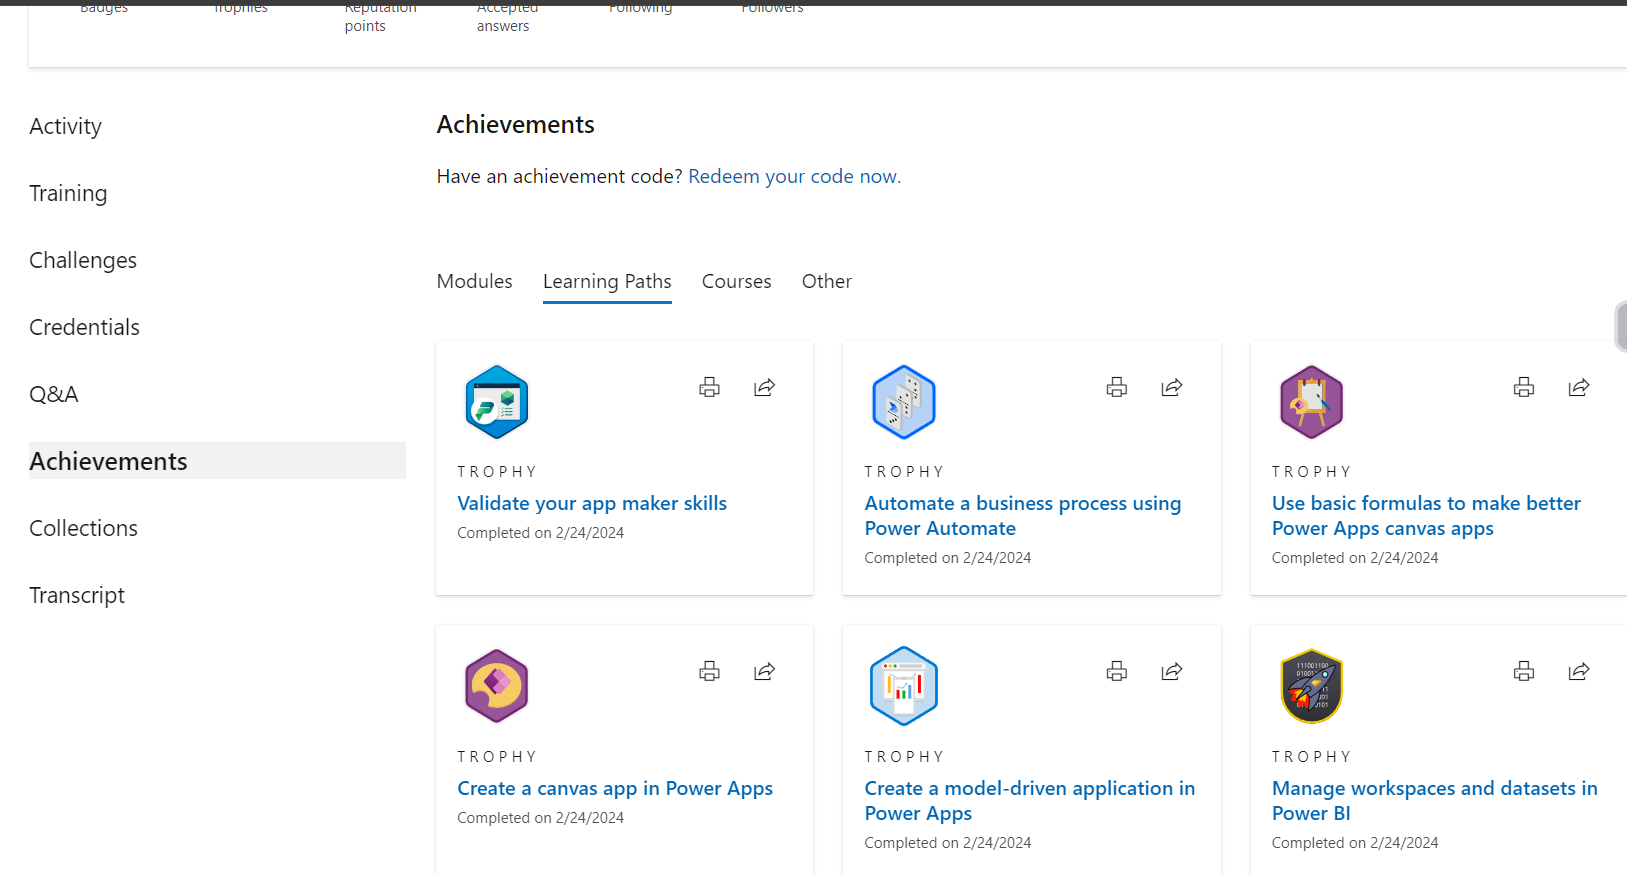 Badges
Trophies
Reputation
points
Accepted
answers
Following
Followers
Activity
Training
Challenges
Credentials
Q&A
Achievements
Collections
Transcript
Achievements
Have an achievement code? Redeem your code now.
Modules
Learning Paths
Courses
Other
TROPHY
Validate your app maker skills
Completed on 2/24/2024
TROPHY
Automate a business process using
Power Automate
Completed on 2/24/2024
TROPHY
Use basic formulas to make better
Power Apps canvas apps
Completed on 2/24/2024
TROPHY
Create a canvas app in Power Apps
Completed on 2/24/2024
TROPHY
Create a model-driven application in
Power Apps
Completed on 2/24/2024
TROPHY
Manage workspaces and datasets in
Power BI
Completed on 2/24/2024